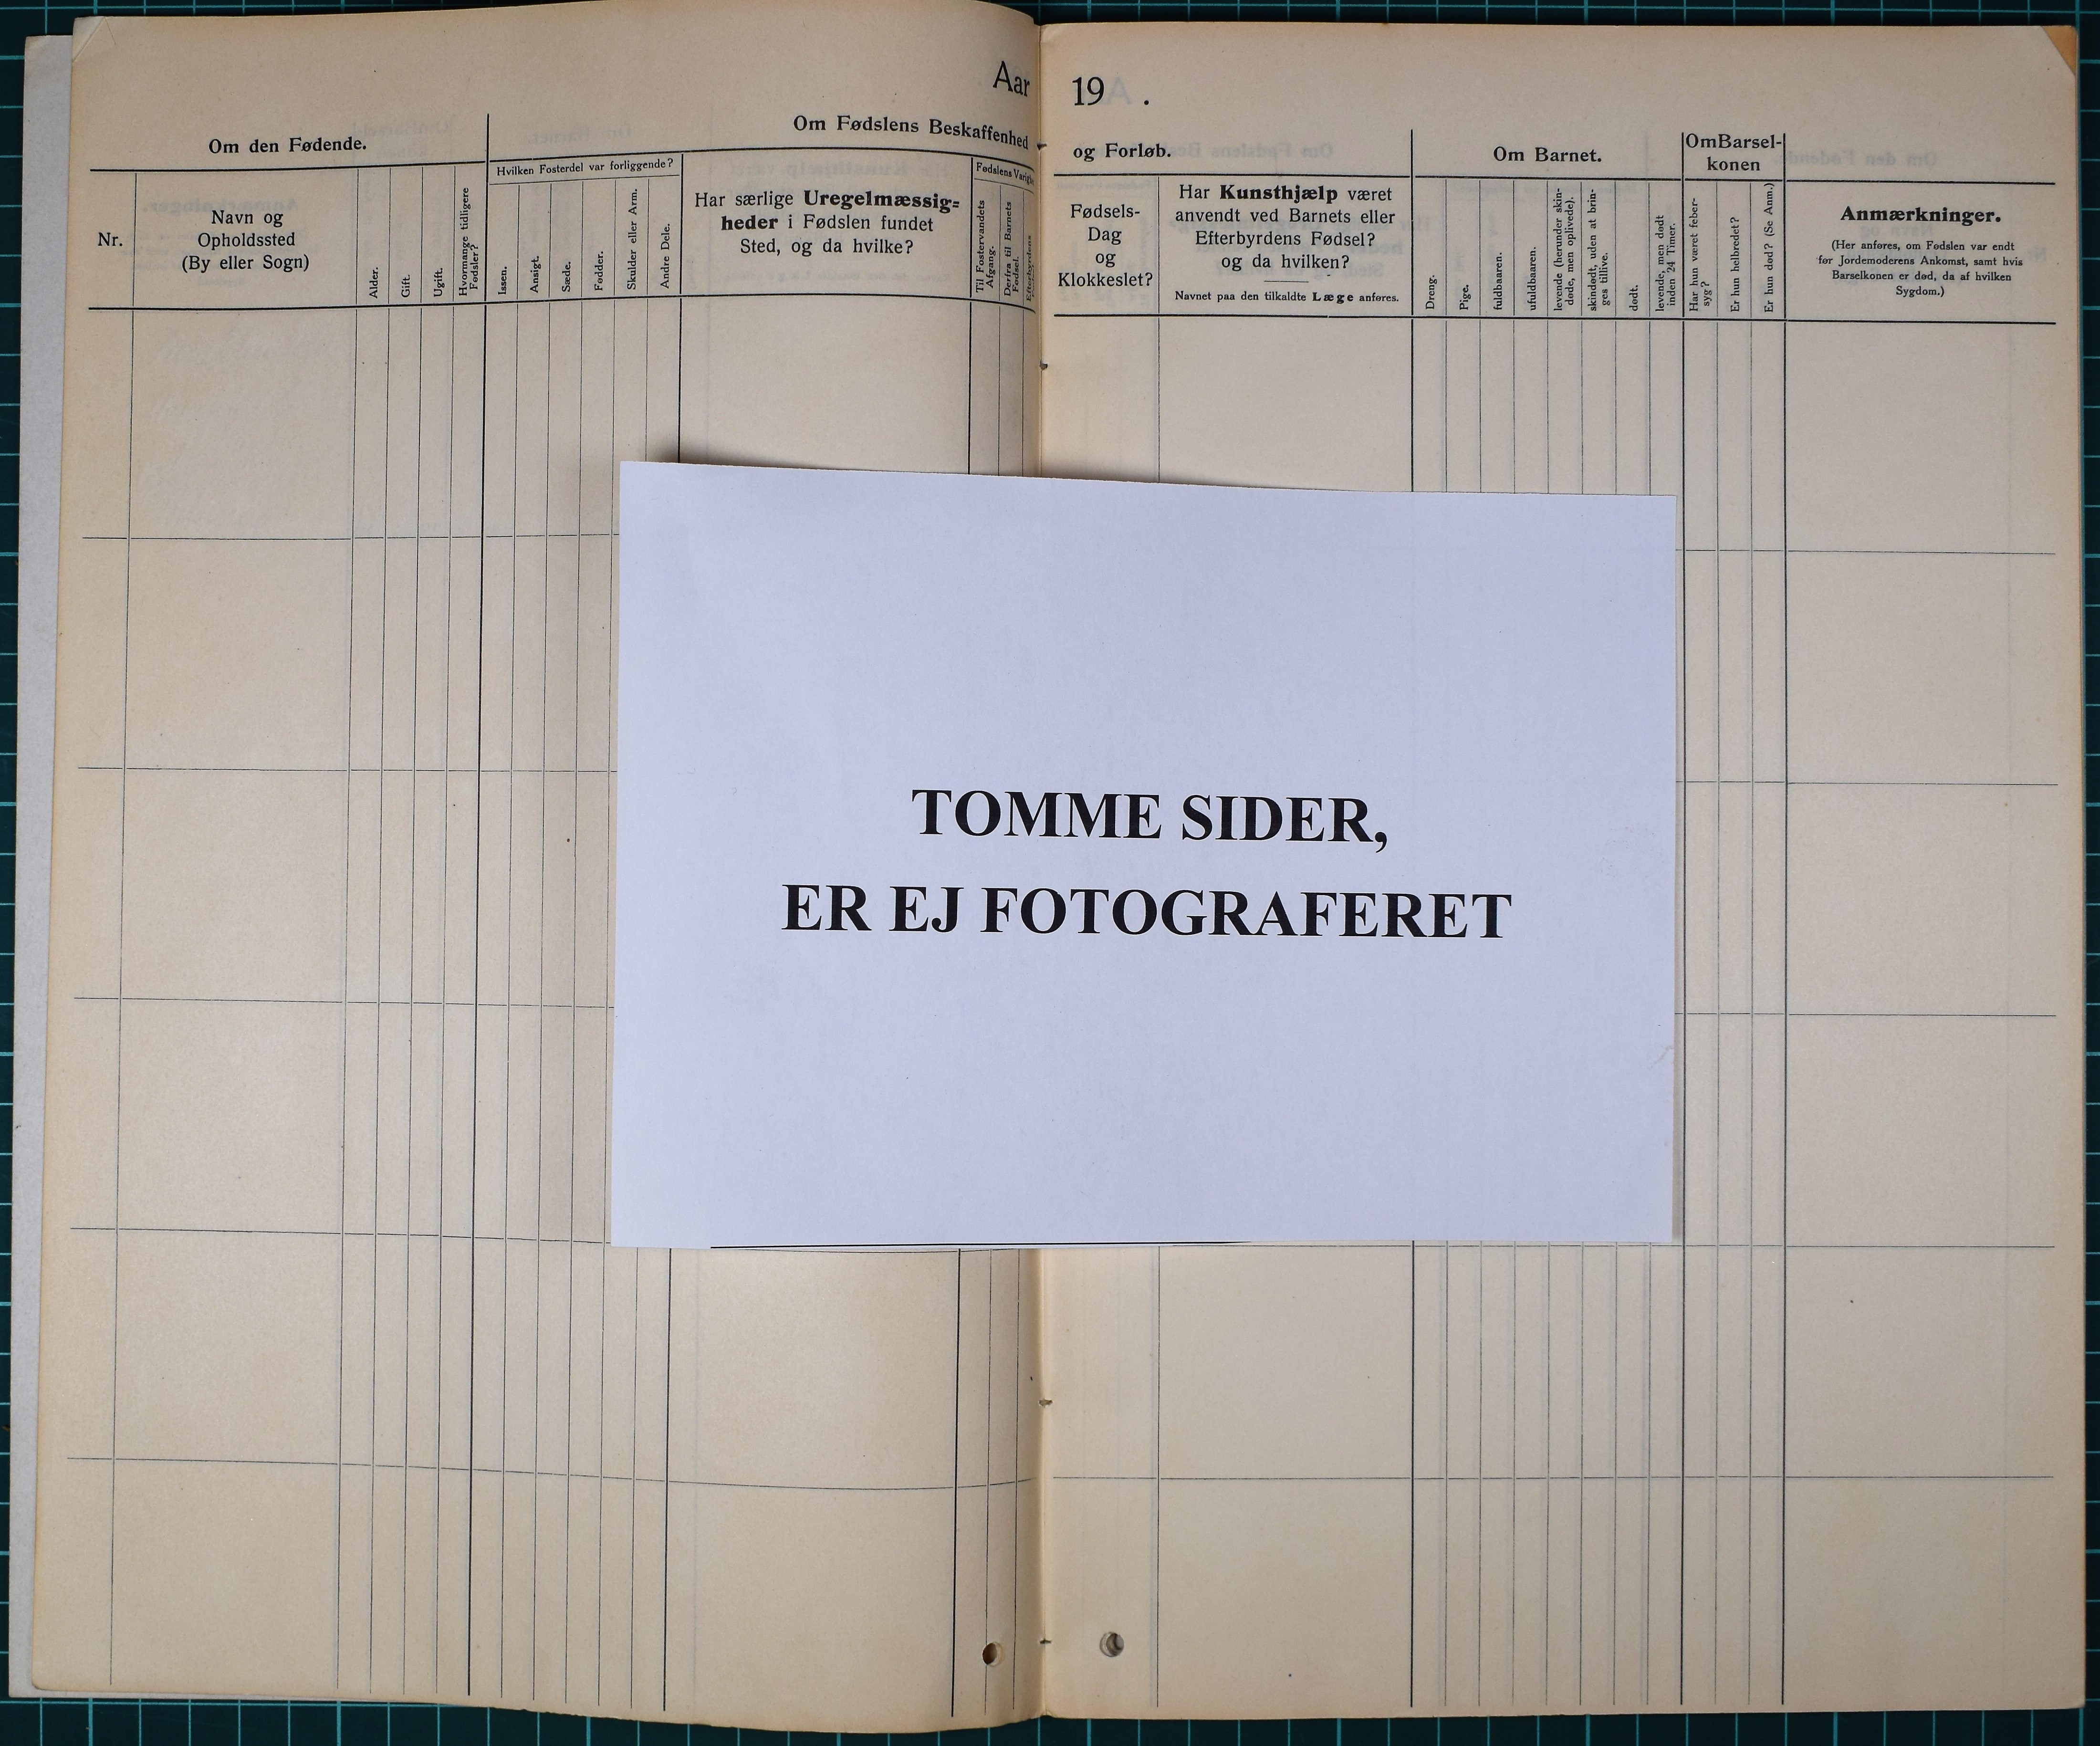 Aar 19 .
Om den Fødende.
Om Fødslens Beskaffenhed og Forløb.
Om Barnet.
OmBarsel-
konen
Nr.
Navn og
Opholdssted
(By eller Sogn)
Alder.
Gift.
Ugift.
Hvormange tidligere
Fødsler?
Hvilken Fosterdel var forliggende?
Issen.
Ansigt.
Sæde.
Fødder.
Skulder eller Arm.
Andre Dele.
Har særlige Uregelmæssig=
heder i Fødslen fundet
Sted, og da hvilke?
Fødslens
Til Fostervandets
Afgang.
Derfra til Barnets
Fødsel.
Efterbyrdens
Fødsels-
Dag
og
Klokkeslet?
Har Kunsthjælp været
anvendt ved Barnets eller
Efterbyrdens Fødsel?
og da hvilken?
Navnet paa den tilkaldte Læge anføres.
Dreng.
Pige.
fuldbaaren.
ufuldbaaren.
levende (herunder skin-
døde, men oplivede).
skindødt, uden at brin-
ges tillive.
dødt.
levende, men dødt
inden 24 Timer.
Har hun været feber-
syg?
Er hun helbredet?
Er hun død? (Se Anm.)
Anmærkninger.
(Her anføres, om Fødslen var endt
før Jordemoderens Ankomst, samt hvis
Barselkonen er død, da af hvilken
Sygdom.)
TOMME SIDER,
ER EJ FOTOGRAFERET